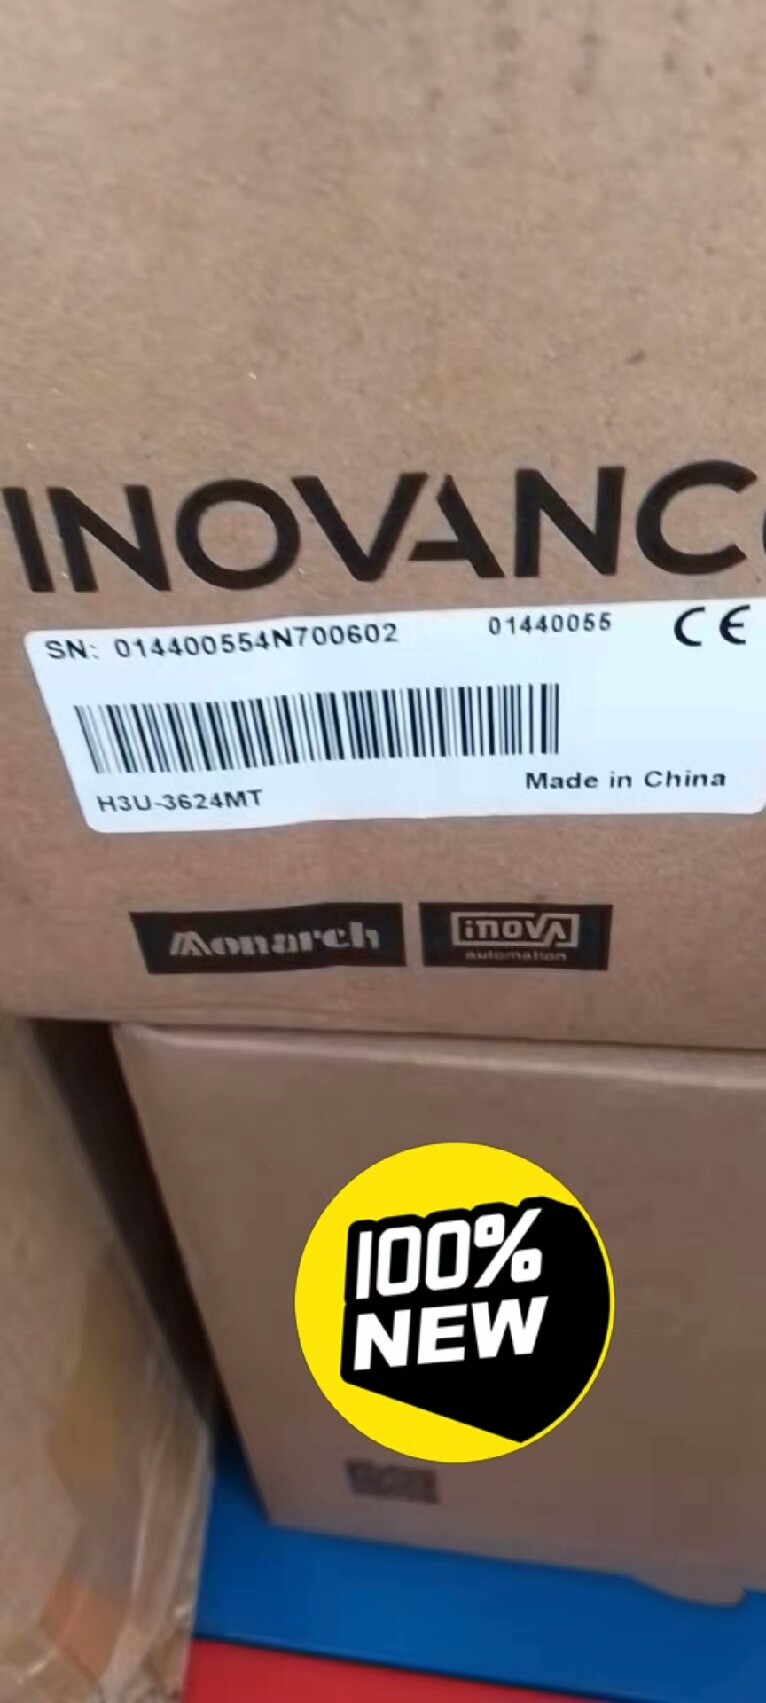 INOVANC
SN: 014400554N700602 01440055 CE
H3U-3624MT Made in China
Monarch inova
automation
100%
NEW